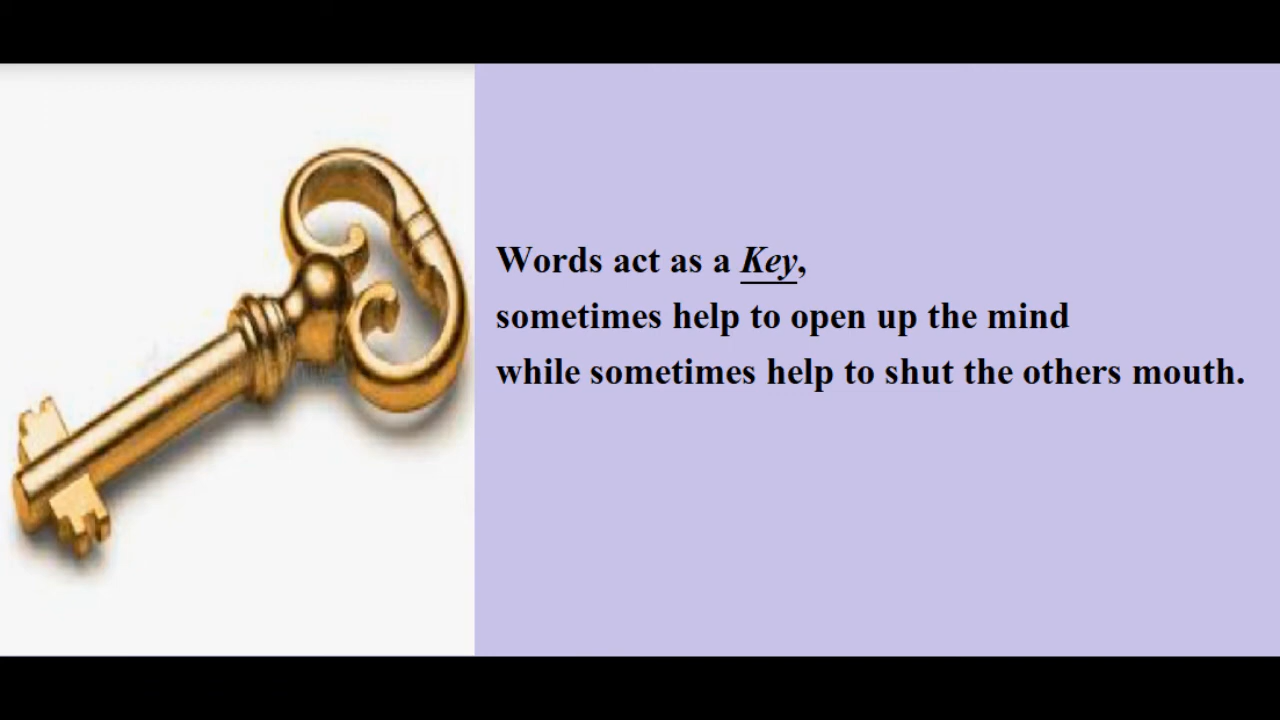 Words act as a Key,
sometimes help to open up the mind
while sometimes help to shut the others mouth.